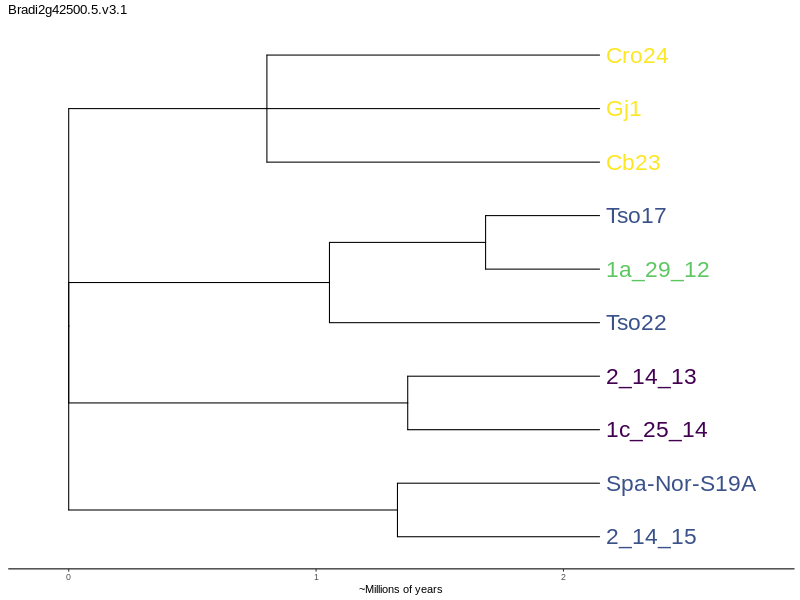 Bradi2g42500.5.v3.1
Cro24
Gj1
Cb23
Tso17
1a_29_12
Tso22
2_14_13
1c_25_14
Spa-Nor-S19A
2_14_15
0 1 2
~Millions of years